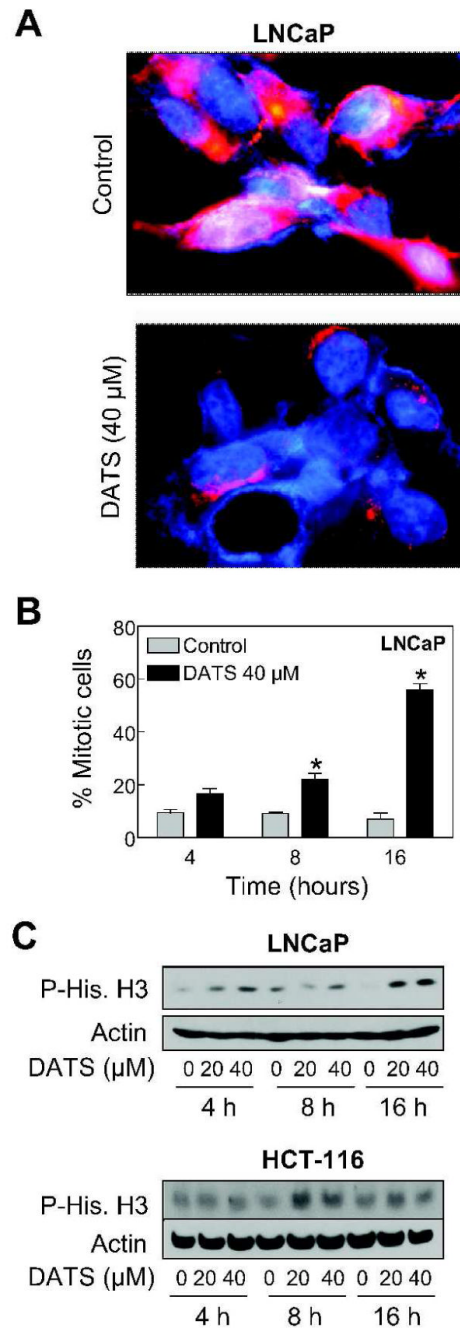 A
LNCaP
Control
DATS (40 µM)
B
80
60
40
20
0
% Mitotic cells
Control
DATS 40 µM
LNCaP
*
*
4 8 16
Time (hours)
C
LNCaP
P-His. H3
Actin
DATS (µM) 0 20 40 0 20 40 0 20 40
4 h 8 h 16 h
HCT-116
P-His. H3
Actin
DATS (µM) 0 20 40 0 20 40 0 20 40
4 h 8 h 16 h